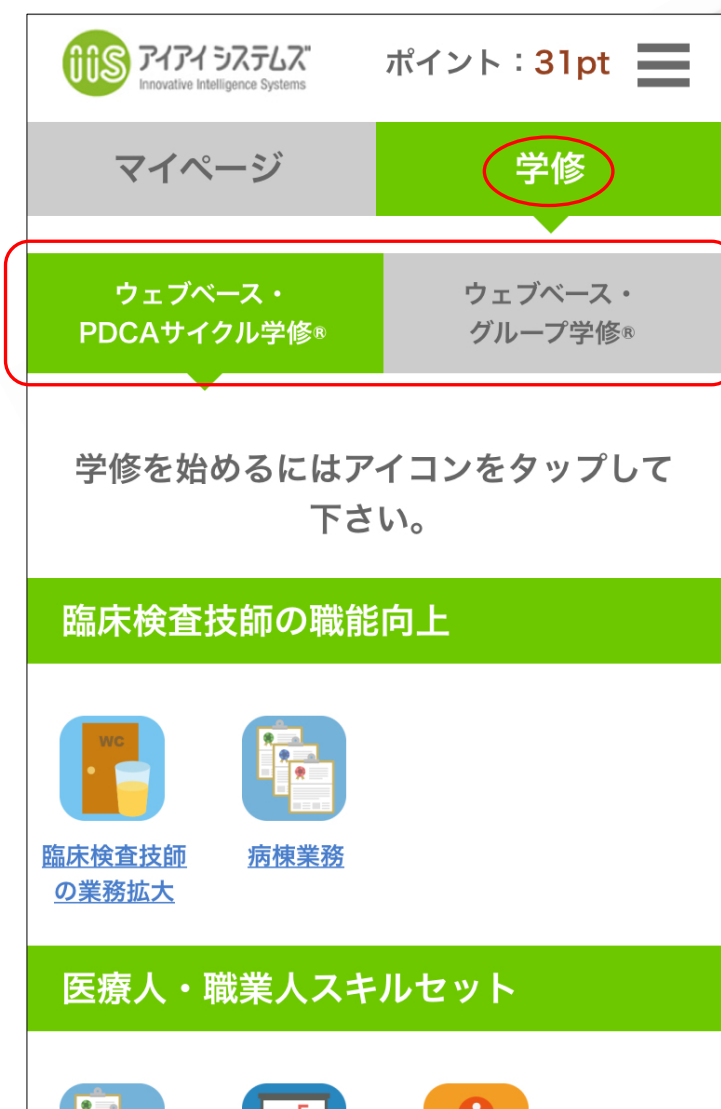 iis アイアイシステムズ
Innovative Intelligence Systems
ポイント：31pt
マイページ
学修
ウェブベース・
PDCAサイクル学修®
ウェブベース・
グループ学修®
学修を始めるにはアイコンをタップして
下さい。
臨床検査技師の職能向上
WC
臨床検査技師
の業務拡大
病棟業務
医療人・職業人スキルセット